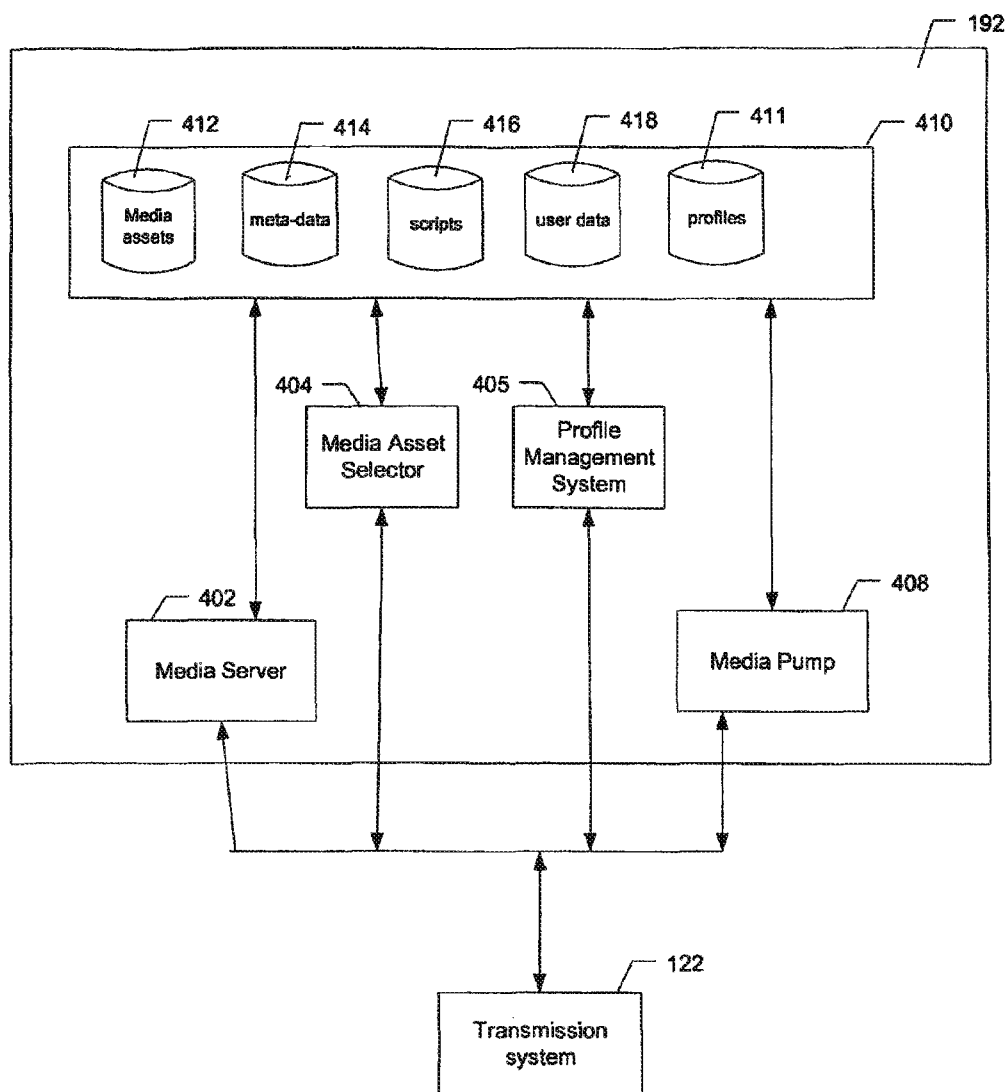 192
412
414
416
418
411
410
Media
assets
meta-data
scripts
user data
profiles
404
Media Asset
Selector
405
Profile
Management
System
402
Media Server
408
Media Pump
122
Transmission
system